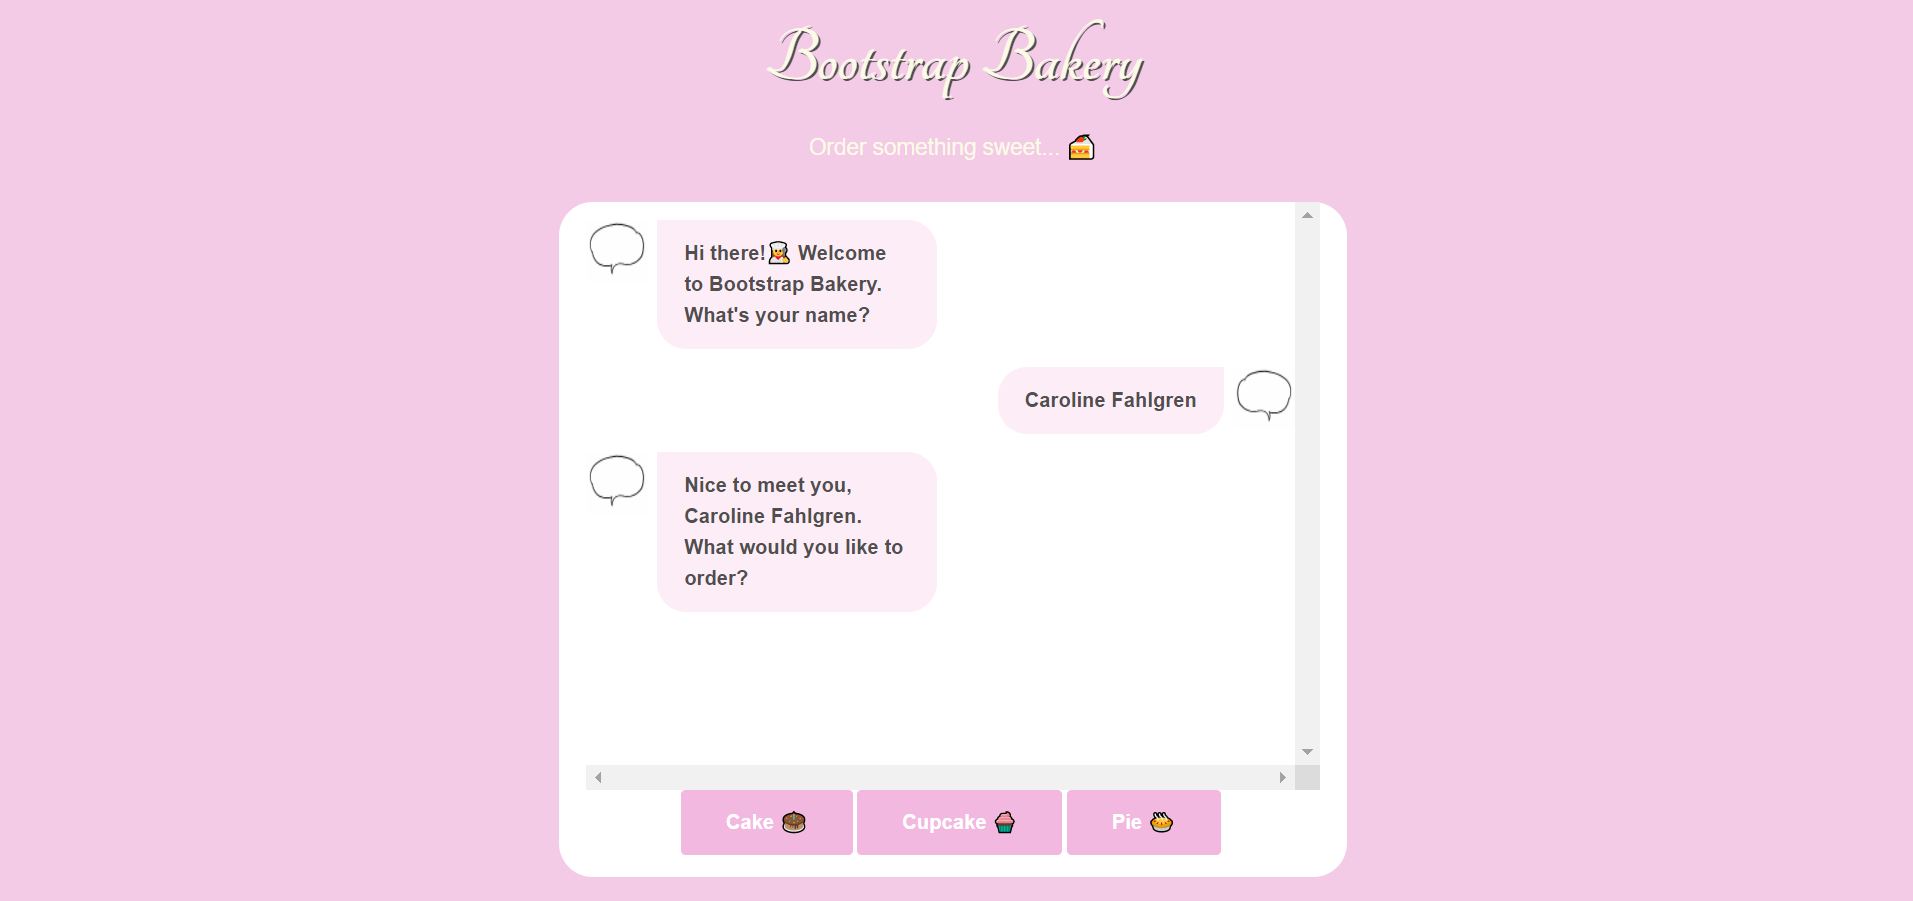 Bootstrap Bakery
Order something sweet... 🍰
Hi there!👩‍🍳 Welcome
to Bootstrap Bakery.
What's your name?
Caroline Fahlgren
Nice to meet you,
Caroline Fahlgren.
What would you like to
order?
Cake 🎂
Cupcake 🧁
Pie 🥧